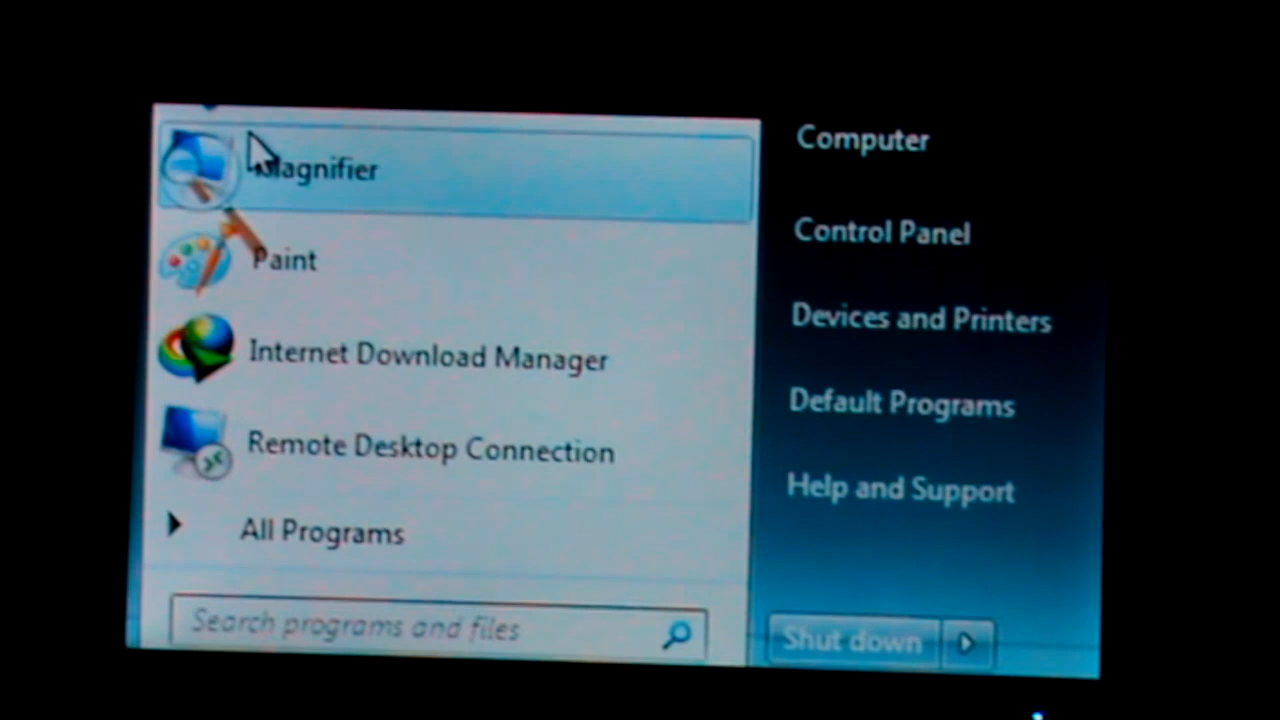 Magnifier
Paint
Internet Download Manager
Remote Desktop Connection
All Programs
Search programs and files
Computer
Control Panel
Devices and Printers
Default Programs
Help and Support
Shut down